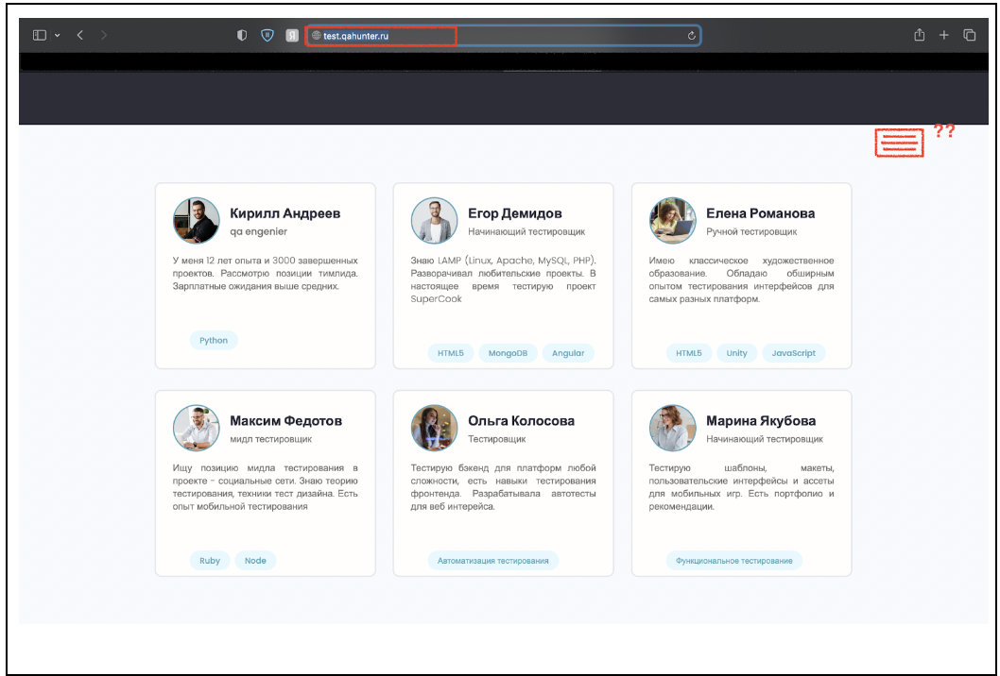 test.qahunter.ru
??
Кирилл Андреев
qa engenier
У меня 12 лет опыта и 3000 завершенных
проектов. Рассмотрю позиции тимлида.
Зарплатные ожидания выше средних.
Python
Егор Демидов
Начинающий тестировщик
Знаю LAMP (Linux, Apache, MySQL, PHP).
Разворачивал любительские проекты. В
настоящее время тестирую проект
SuperCook
HTML5 MongoDB Angular
Елена Романова
Ручной тестировщик
Имею классическое художественное
образование. Обладаю обширным
опытом тестирования интерфейсов для
самых разных платформ.
HTML5 Unity JavaScript
Максим Федотов
мидл тестировщик
Ищу позицию мидла тестирования в
проекте - социальные сети. Знаю теорию
тестирования, техники тест дизайна. Есть
опыт мобильной тестирования
Ruby Node
Ольга Колосова
Тестировщик
Тестирую бэкенд для платформ любой
сложности, есть навыки тестирования
фронтенда. Разрабатывала автотесты
для веб интерейса.
Автоматизация тестирования
Марина Якубова
Начинающий тестировщик
Тестирую шаблоны, макеты,
пользовательские интерфейсы и ассеты
для мобильных игр. Есть портфолио и
рекомендации.
Функциональное тестирование